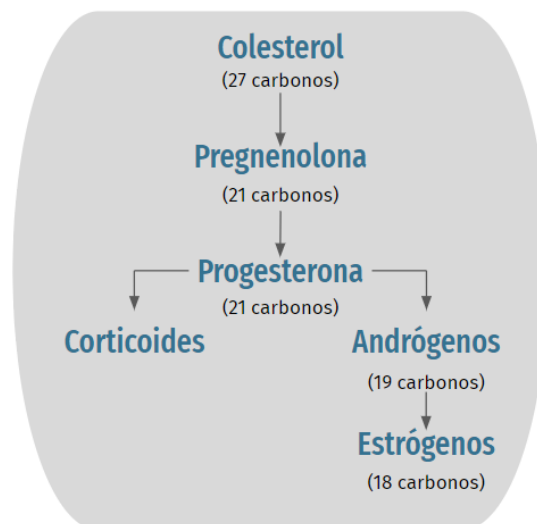 Colesterol
(27 carbonos)
Pregnenolona
(21 carbonos)
Progesterona
(21 carbonos)
Corticoides
Andrógenos
(19 carbonos)
Estrógenos
(18 carbonos)